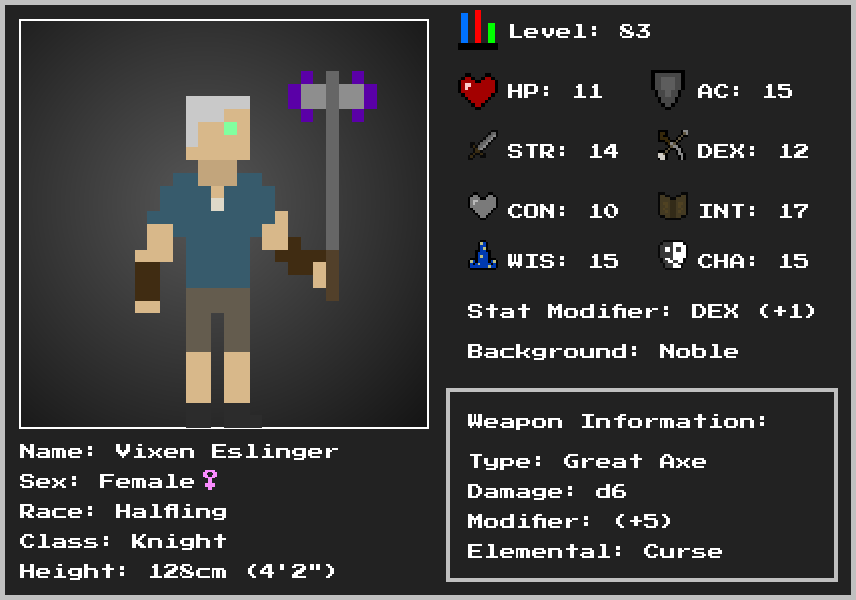 Level: 83
HP: 11 AC: 15
STR: 14 DEX: 12
CON: 10 INT: 17
WIS: 15 CHA: 15
Stat Modifier: DEX (+1)
Background: Noble
Weapon Information:
Type: Great Axe
Damage: d6
Modifier: (+5)
Elemental: Curse
Name: Vixen Eslinger
Sex: Female♀
Race: Halfling
Class: Knight
Height: 128cm (4'2")